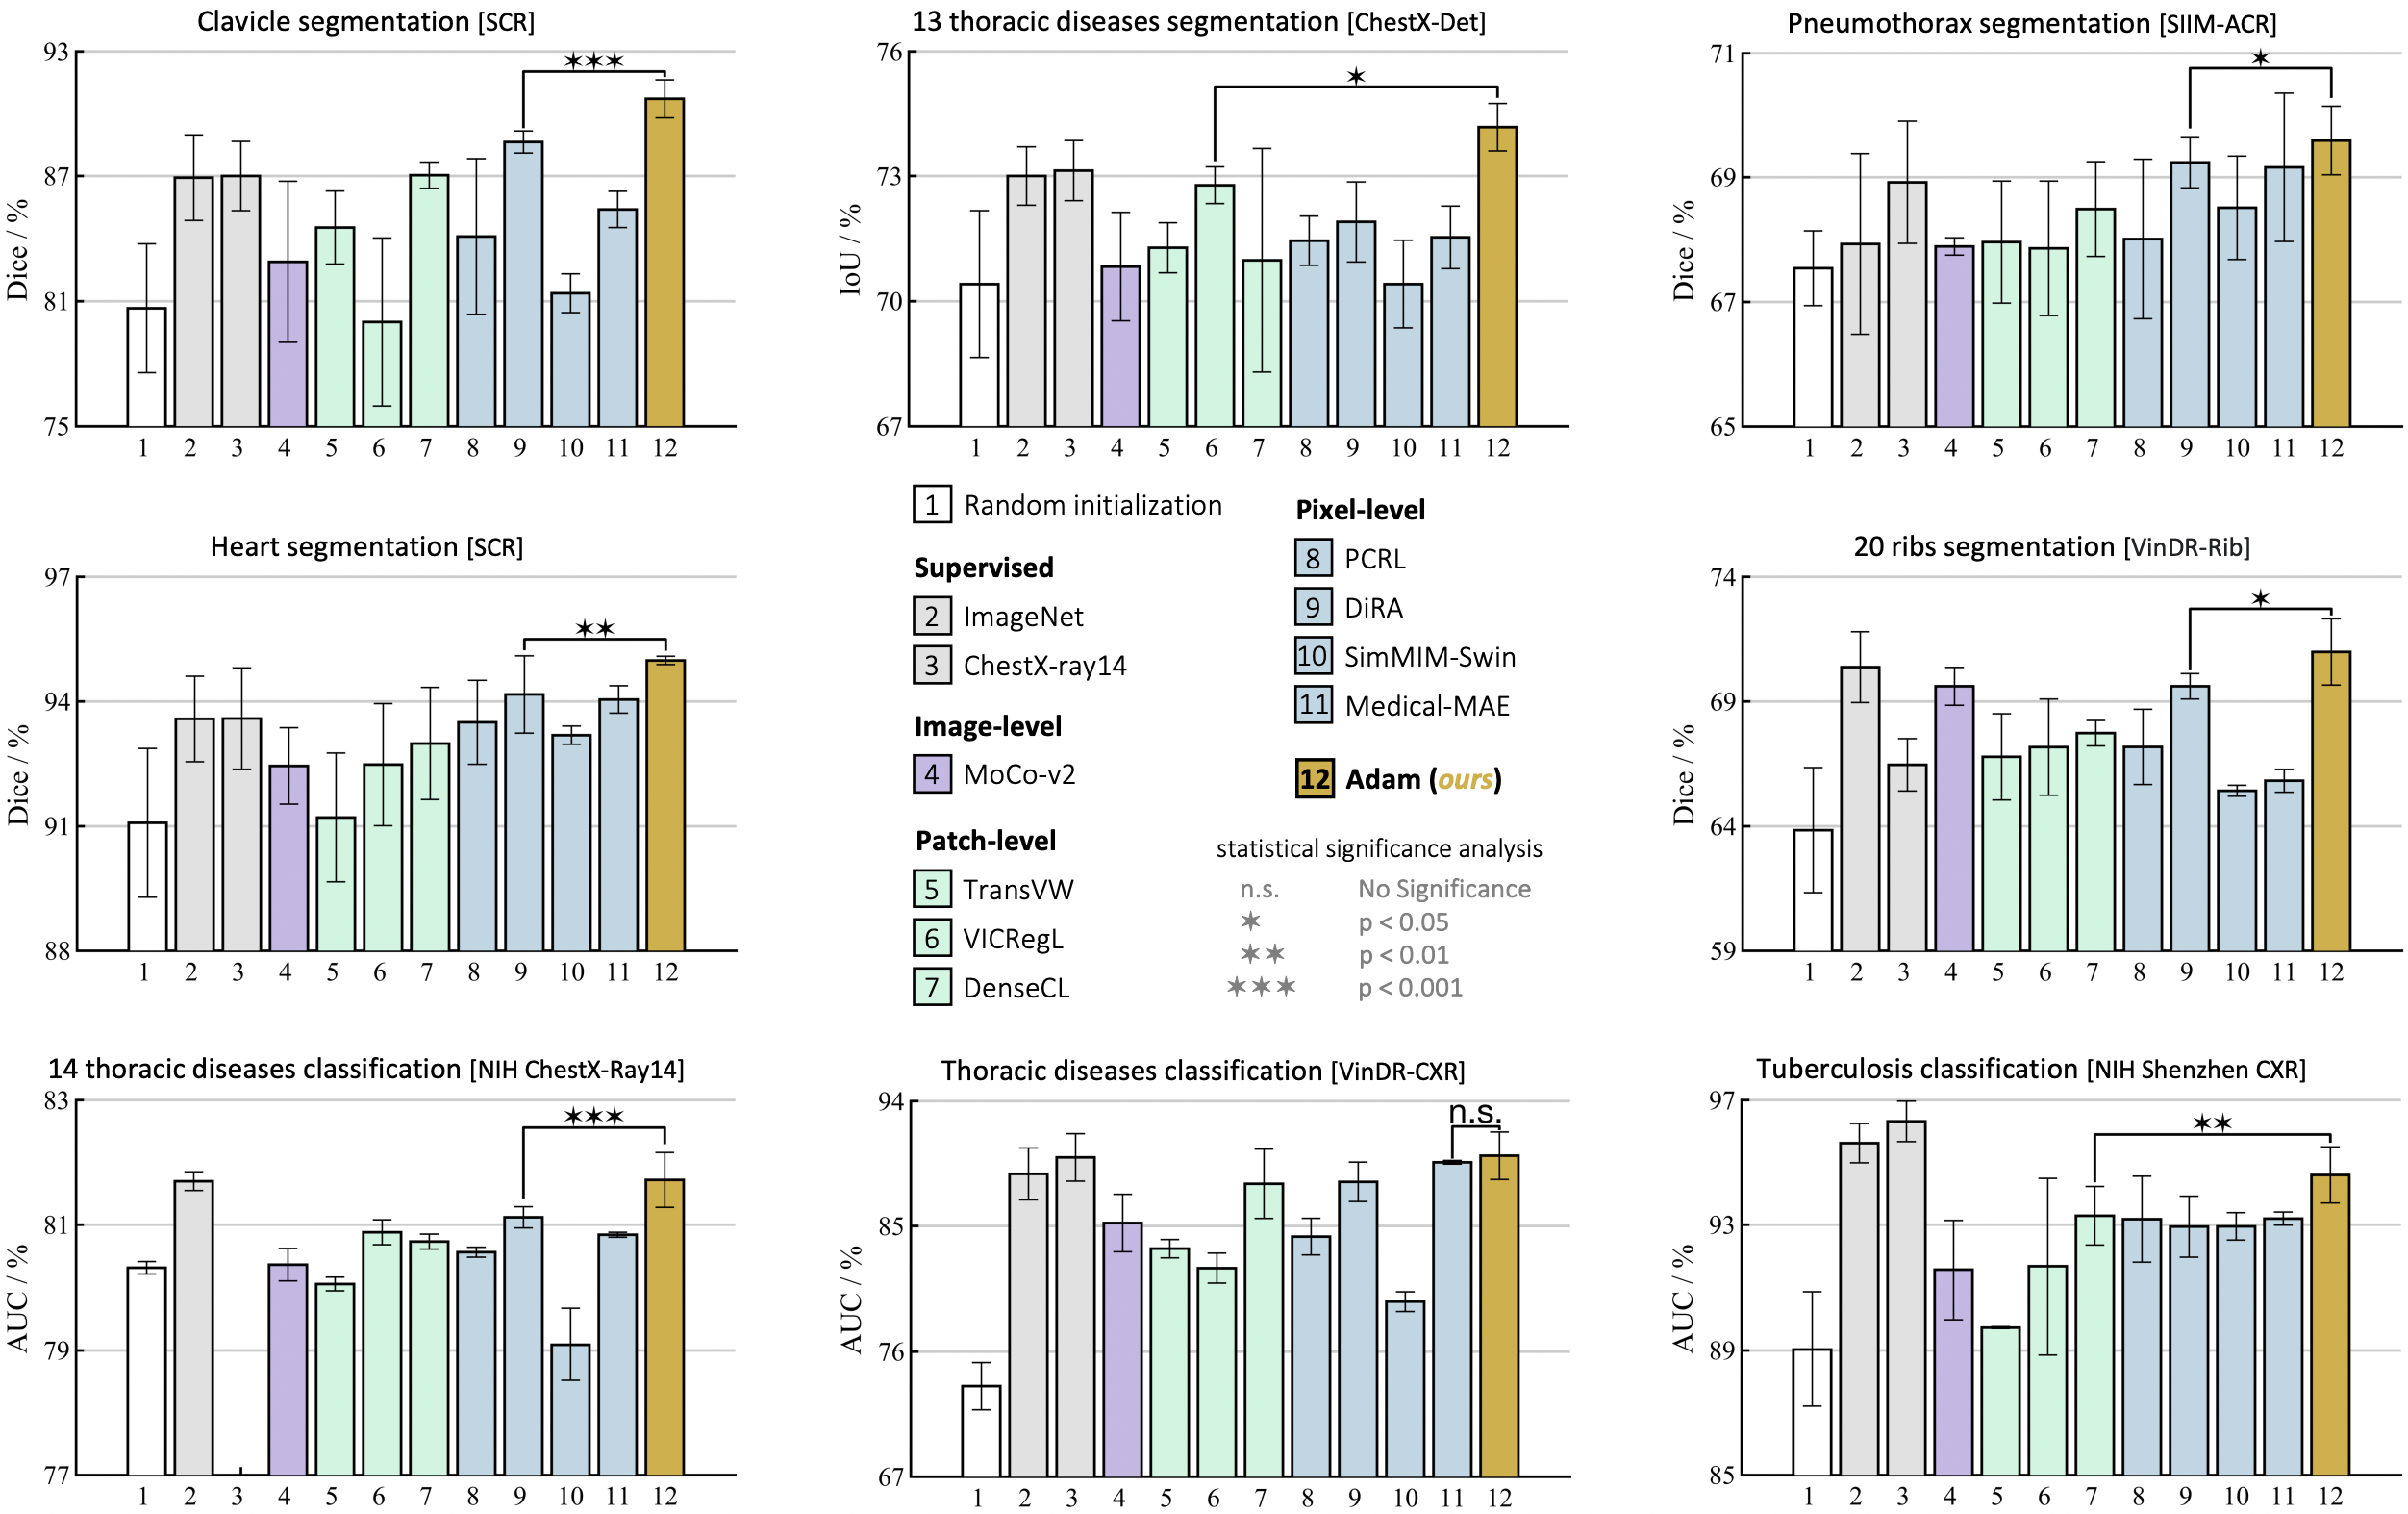 Clavicle segmentation [SCR]
93
87
81
75
Dice / %
✶✶✶
1 2 3 4 5 6 7 8 9 10 11 12
13 thoracic diseases segmentation [ChestX-Det]
76
73
70
67
IoU / %
✶
1 2 3 4 5 6 7 8 9 10 11 12
Pneumothorax segmentation [SIIM-ACR]
71
69
67
65
Dice / %
✶
1 2 3 4 5 6 7 8 9 10 11 12
Heart segmentation [SCR]
97
94
91
88
Dice / %
✶✶
1 2 3 4 5 6 7 8 9 10 11 12
1 Random initialization
Supervised
2 ImageNet
3 ChestX-ray14
Image-level
4 MoCo-v2
Patch-level
5 TransVW
6 VICRegL
7 DenseCL
Pixel-level
8 PCRL
9 DiRA
10 SimMIM-Swin
11 Medical-MAE
12 Adam (ours)
statistical significance analysis
n.s. No Significance
✶ p < 0.05
✶✶ p < 0.01
✶✶✶ p < 0.001
20 ribs segmentation [VinDR-Rib]
74
69
64
59
Dice / %
✶
1 2 3 4 5 6 7 8 9 10 11 12
14 thoracic diseases classification [NIH ChestX-Ray14]
83
81
79
77
AUC / %
✶✶✶
1 2 3 4 5 6 7 8 9 10 11 12
Thoracic diseases classification [VinDR-CXR]
94
85
76
67
AUC / %
n.s.
1 2 3 4 5 6 7 8 9 10 11 12
Tuberculosis classification [NIH Shenzhen CXR]
97
93
89
85
AUC / %
✶✶
1 2 3 4 5 6 7 8 9 10 11 12